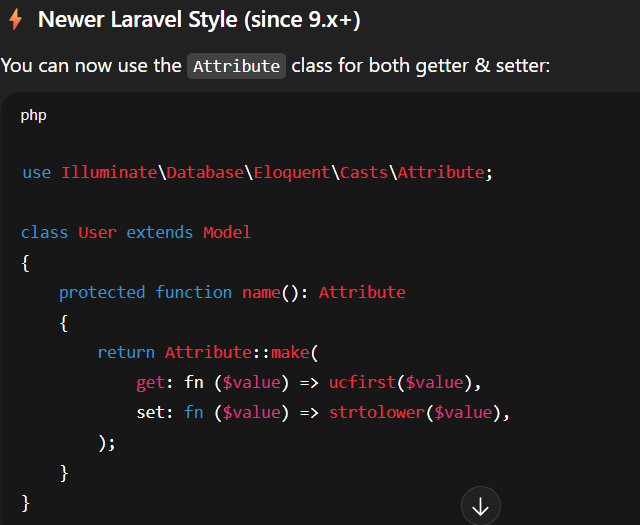 ⚡ Newer Laravel Style (since 9.x+)
You can now use the Attribute class for both getter & setter:
php
use Illuminate\Database\Eloquent\Casts\Attribute;
class User extends Model
{
    protected function name(): Attribute
    {
        return Attribute::make(
            get: fn ($value) => ucfirst($value),
            set: fn ($value) => strtolower($value),
        );
    }
}